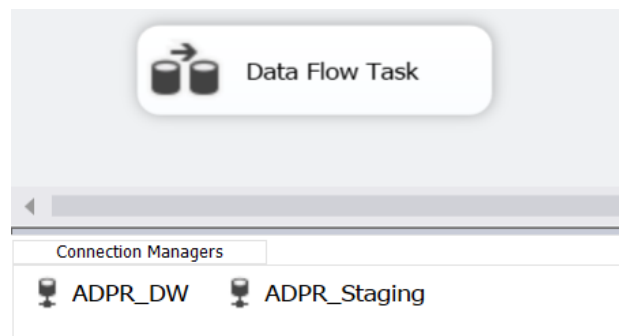 Data Flow Task
Connection Managers
ADPR_DW ADPR_Staging